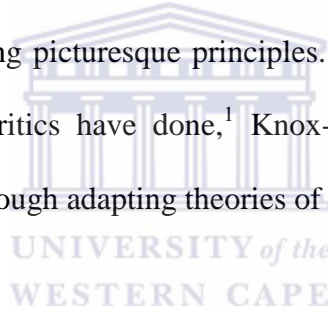 ng picturesque principles.
ritics have done,¹ Knox-
ough adapting theories of
UNIVERSITY of the
WESTERN CAPE